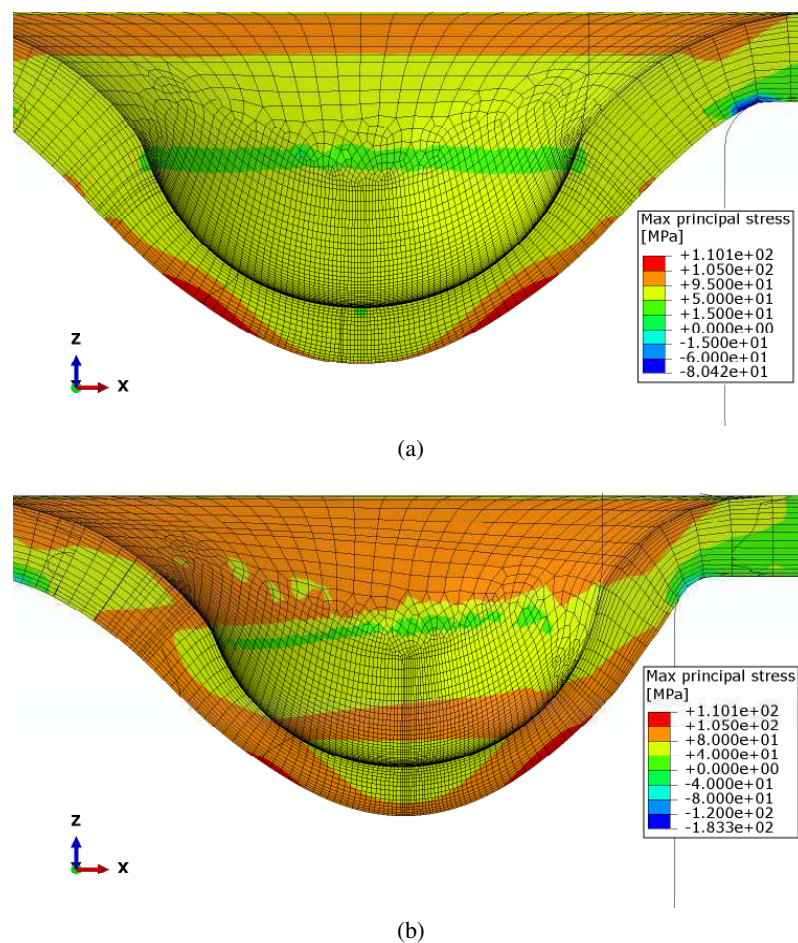 Max principal stress
[MPa]
+1.101e+02
+1.050e+02
+9.500e+01
+5.000e+01
+1.500e+01
+0.000e+00
-1.500e+01
-6.000e+01
-8.042e+01
z
x
(a)
Max principal stress
[MPa]
+1.101e+02
+1.050e+02
+8.000e+01
+4.000e+01
+0.000e+00
-4.000e+01
-8.000e+01
-1.200e+02
-1.833e+02
z
x
(b)